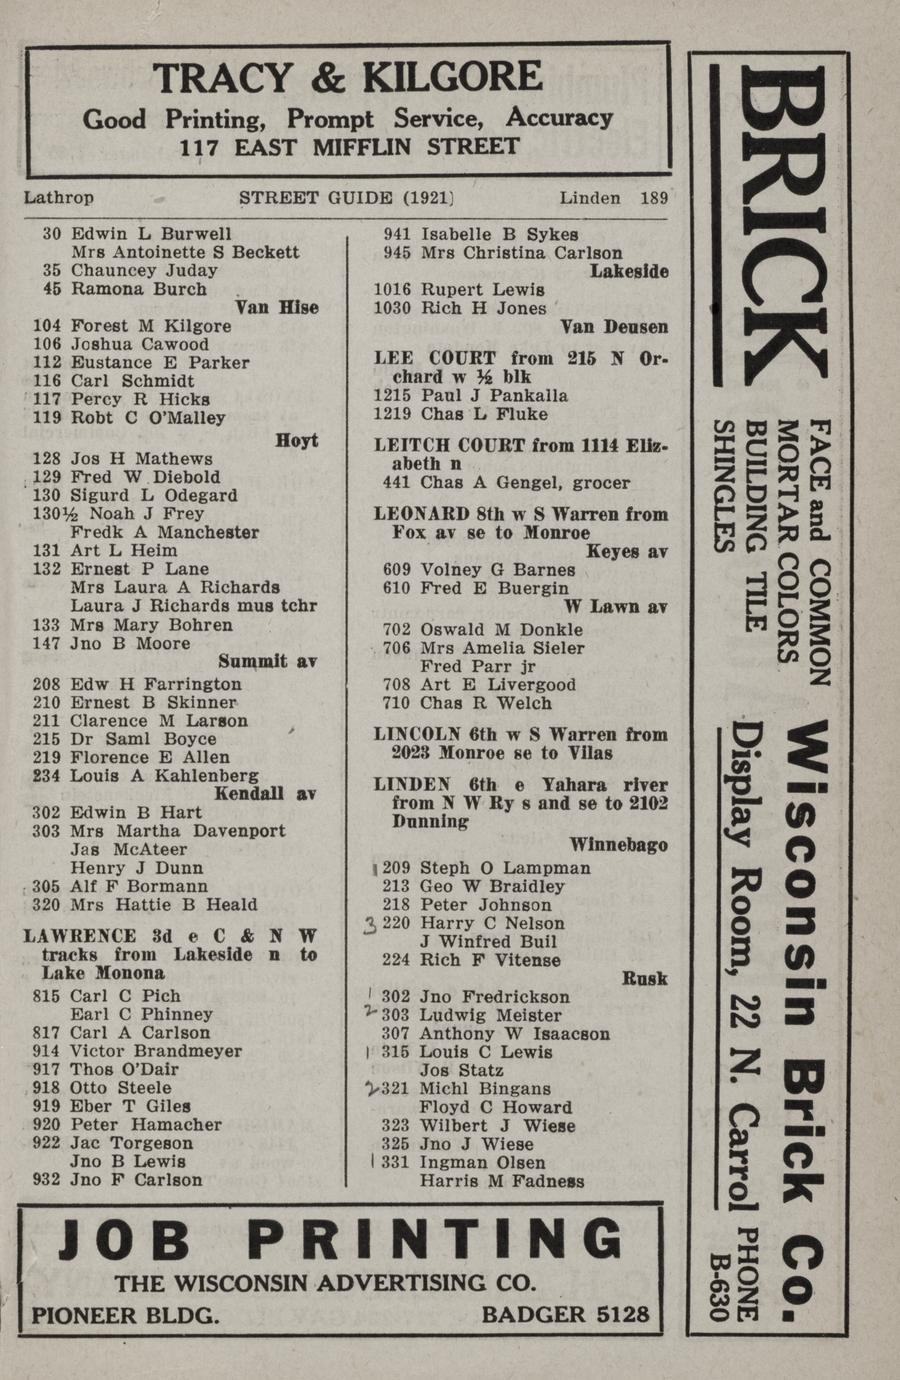 TRACY & KILGORE
Good Printing, Prompt Service, Accuracy
117 EAST MIFFLIN STREET
Lathrop STREET GUIDE (1921) Linden 189
30 Edwin L Burwell
Mrs Antoinette S Beckett
35 Chauncey Juday
45 Ramona Burch
Van Hise
104 Forest M Kilgore
106 Joshua Cawood
112 Eustance E Parker
116 Carl Schmidt
117 Percy R Hicks
119 Robt C O'Malley
Hoyt
128 Jos H Mathews
129 Fred W Diebold
130 Sigurd L Odegard
130½ Noah J Frey
Fredk A Manchester
131 Art L Heim
132 Ernest P Lane
Mrs Laura A Richards
Laura J Richards mus tchr
133 Mrs Mary Bohren
147 Jno B Moore
Summit av
208 Edw H Farrington
210 Ernest B Skinner
211 Clarence M Larson
215 Dr Saml Boyce
219 Florence E Allen
234 Louis A Kahlenberg
Kendall av
302 Edwin B Hart
303 Mrs Martha Davenport
Jas McAteer
Henry J Dunn
305 Alf F Bormann
320 Mrs Hattie B Heald
LAWRENCE 3d e C & N W
tracks from Lakeside n to
Lake Monona
815 Carl C Pich
Earl C Phinney
817 Carl A Carlson
914 Victor Brandmeyer
917 Thos O'Dair
918 Otto Steele
919 Eber T Giles
920 Peter Hamacher
922 Jac Torgeson
Jno B Lewis
932 Jno F Carlson
941 Isabelle B Sykes
945 Mrs Christina Carlson
Lakeside
1016 Rupert Lewis
1030 Rich H Jones
Van Deusen
LEE COURT from 215 N Or-
chard w ½ blk
1215 Paul J Pankalla
1219 Chas L Fluke
LEITCH COURT from 1114 Eliz-
abeth n
441 Chas A Gengel, grocer
LEONARD 8th w S Warren from
Fox av se to Monroe
Keyes av
609 Volney G Barnes
610 Fred E Buergin
W Lawn av
702 Oswald M Donkle
706 Mrs Amelia Sieler
Fred Parr jr
708 Art E Livergood
710 Chas R Welch
LINCOLN 6th w S Warren from
2023 Monroe se to Vilas
LINDEN 6th e Yahara river
from N W Ry s and se to 2102
Dunning
Winnebago
1 209 Steph O Lampman
213 Geo W Braidley
218 Peter Johnson
3 220 Harry C Nelson
J Winfred Buil
224 Rich F Vitense
Rusk
1 302 Jno Fredrickson
2 303 Ludwig Meister
307 Anthony W Isaacson
1 315 Louis C Lewis
Jos Statz
2 321 Michl Bingans
Floyd C Howard
323 Wilbert J Wiese
325 Jno J Wiese
1 331 Ingman Olsen
Harris M Fadness
JOB PRINTING
THE WISCONSIN ADVERTISING CO.
PIONEER BLDG. BADGER 5128
BRICK
FACE and COMMON
MORTAR COLORS
BUILDING TILE
SHINGLES
Wisconsin Brick Co.
Display Room, 22 N. Carrol
PHONE
B-630